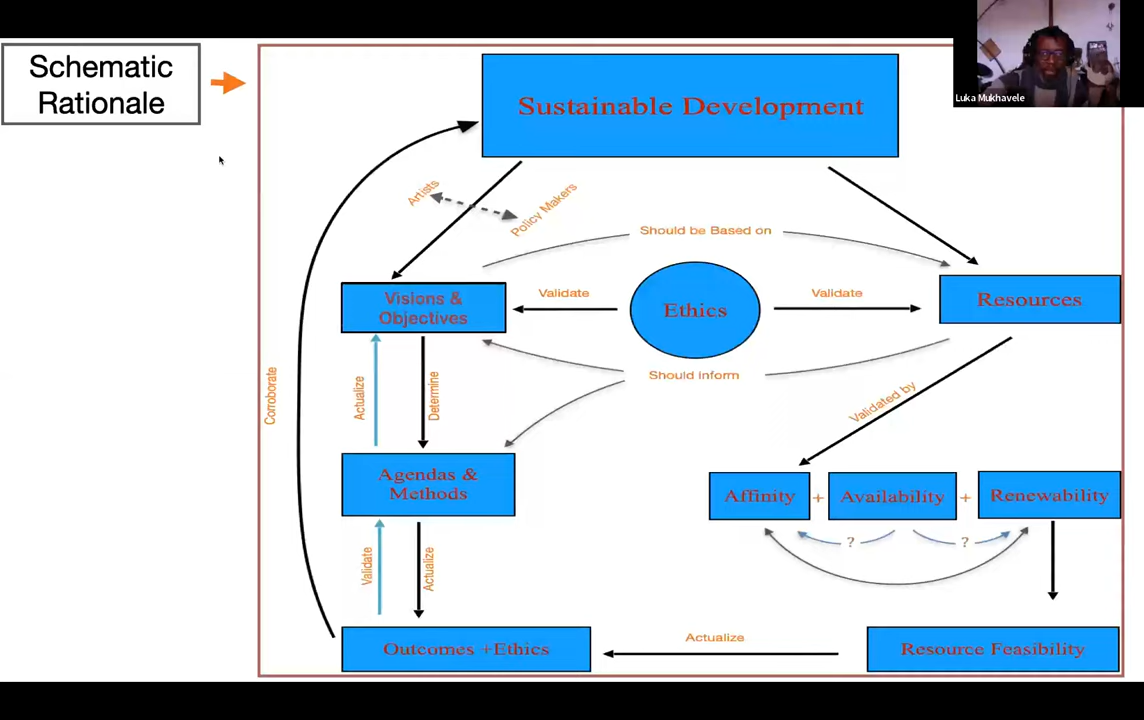 Schematic
Rationale
Luka Mukhavele
Sustainable Development
Artists
Policy Makers
Should be Based on
Visions &
Objectives
Validate
Ethics
Validate
Resources
Should inform
Corroborate
Actualize
Determine
Validated by
Agendas &
Methods
Affinity + Availability + Renewability
? ?
Validate
Actualize
Outcomes +Ethics
Actualize
Resource Feasibility